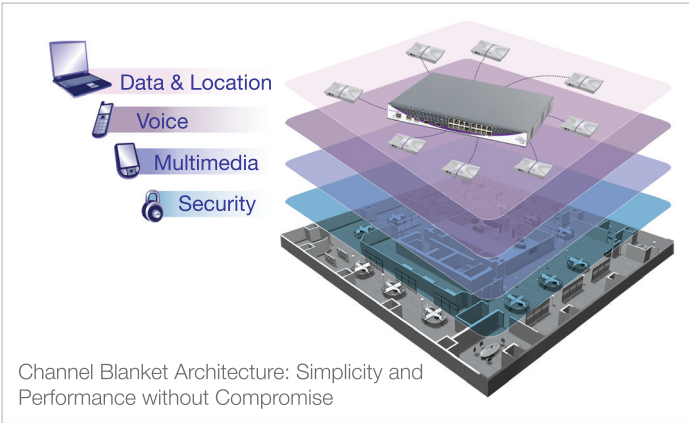 Data & Location
Voice
Multimedia
Security
Channel Blanket Architecture: Simplicity and
Performance without Compromise